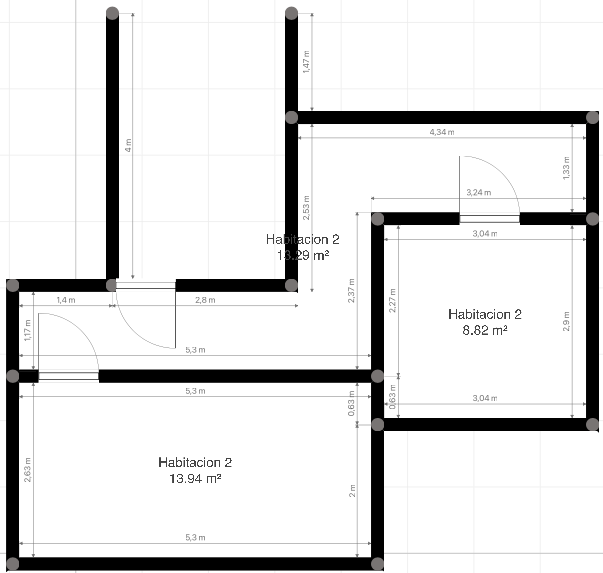 1,47 m
4,34 m
4 m
1,33 m
3,24 m
2,53 m
3,04 m
Habitacion 2
13.29 m²
2,37 m
2,27 m
1,4 m
2,8 m
Habitacion 2
8.82 m²
2,9 m
1,17 m
5,3 m
5,3 m
0,63 m
0,63 m
3,04 m
Habitacion 2
13.94 m²
2,63 m
2 m
5,3 m